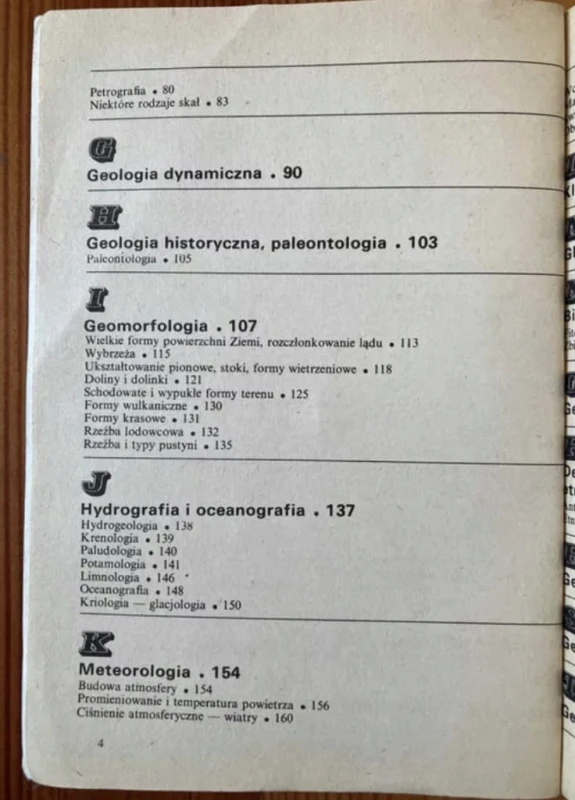 Petrografia • 80
Niektóre rodzaje skał • 83
G
Geologia dynamiczna • 90
H
Geologia historyczna, paleontologia • 103
Paleontologia • 105
I
Geomorfologia • 107
Wielkie formy powierzchni Ziemi, rozczłonkowanie lądu • 113
Wybrzeża • 115
Ukształtowanie pionowe, stoki, formy wietrzeniowe • 118
Doliny i dolinki • 121
Schodowate i wypukłe formy terenu • 125
Formy wulkaniczne • 130
Formy krasowe • 131
Rzeźba lodowcowa • 132
Rzeźba i typy pustyni • 135
J
Hydrografia i oceanografia • 137
Hydrogeologia • 138
Krenologia • 139
Paludologia • 140
Potamologia • 141
Limnologia • 146
Oceanografia • 148
Kriologia — glacjologia • 150
K
Meteorologia • 154
Budowa atmosfery • 154
Promieniowanie i temperatura powietrza • 156
Ciśnienie atmosferyczne — wiatry • 160
4